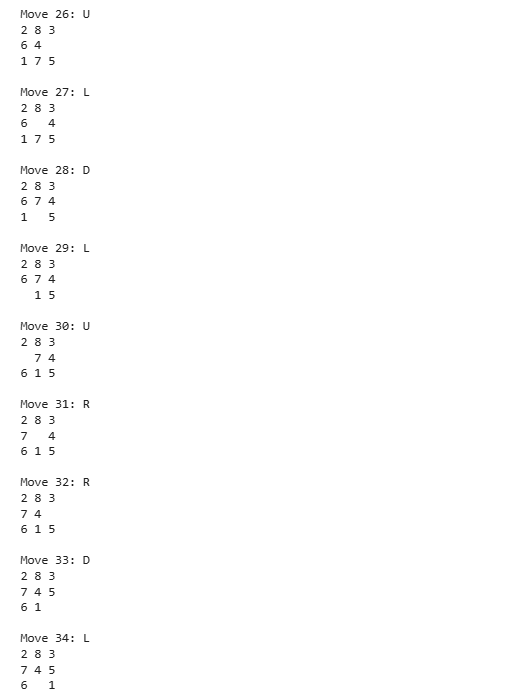 Move 26: U
2 8 3
6 4
1 7 5

Move 27: L
2 8 3
6   4
1 7 5

Move 28: D
2 8 3
6 7 4
1   5

Move 29: L
2 8 3
6 7 4
  1 5

Move 30: U
2 8 3
  7 4
6 1 5

Move 31: R
2 8 3
7   4
6 1 5

Move 32: R
2 8 3
7 4
6 1 5

Move 33: D
2 8 3
7 4 5
6 1

Move 34: L
2 8 3
7 4 5
6   1